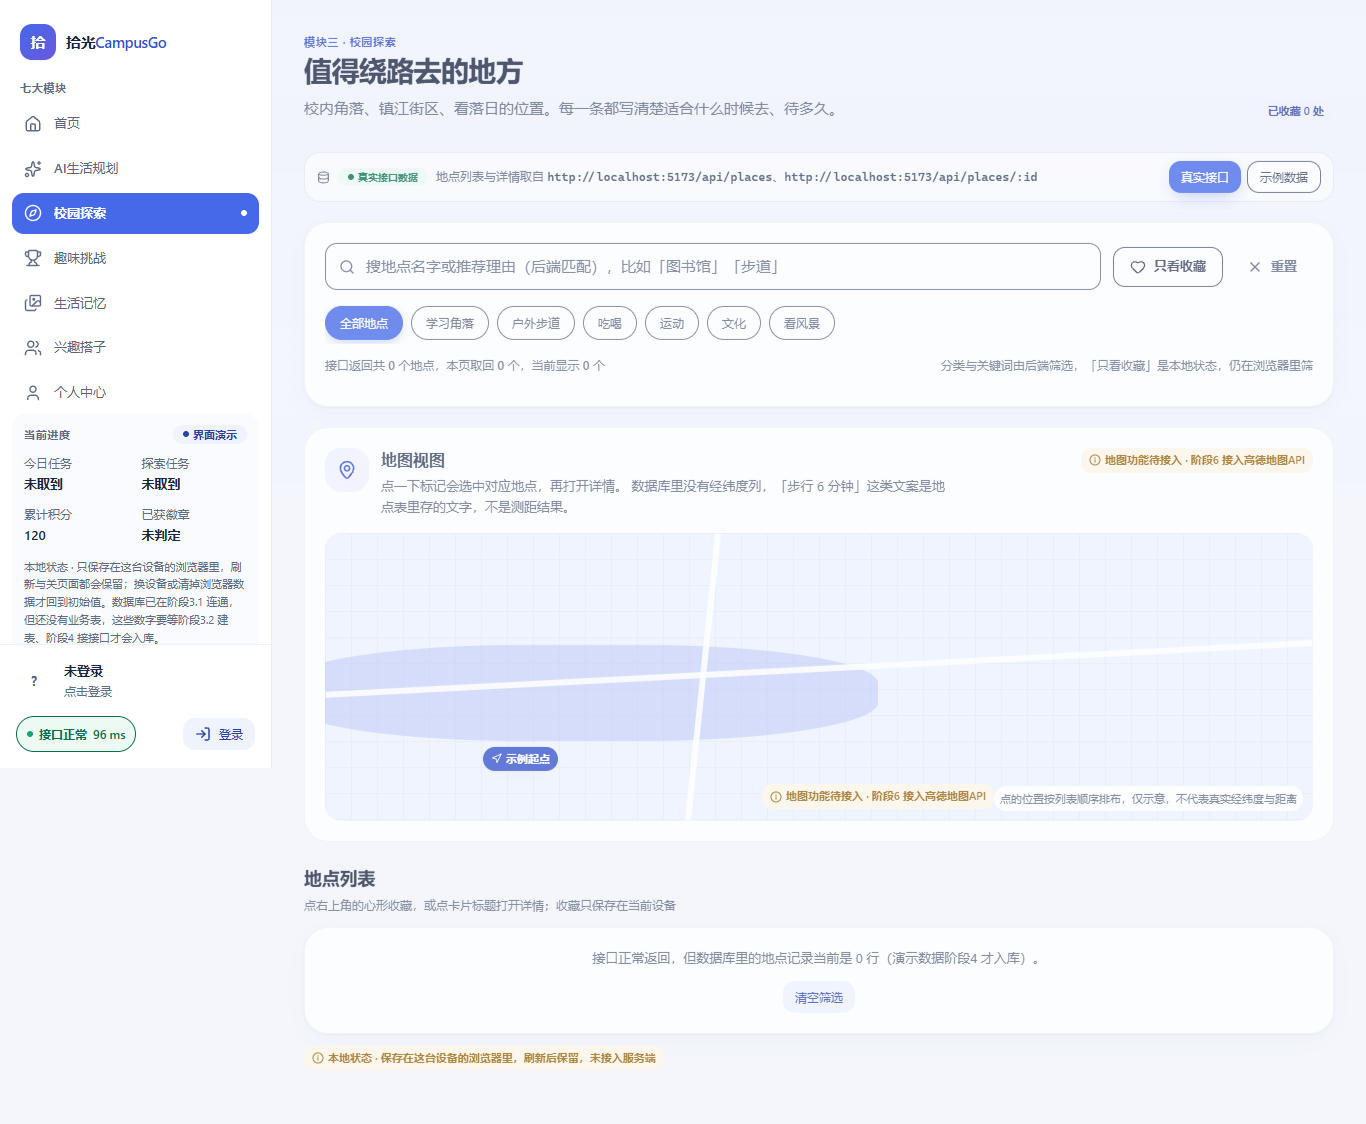 拾
拾光CampusGo
七大模块
首页
AI生活规划
校园探索
趣味挑战
生活记忆
兴趣搭子
个人中心
当前进度
界面演示
今日任务
探索任务
未取到
未取到
累计积分
已获徽章
120
未判定
本地状态 · 只保存在这台设备的浏览器里，刷
新与关页面都会保留；换设备或清掉浏览器数
据才回到初始值。数据库已在阶段3.1 连通，
但还没有业务表，这些数字要等阶段3.2 建
表、阶段4 接接口才会入库。
?
未登录
点击登录
接口正常 96 ms
登录
模块三 · 校园探索
值得绕路去的地方
校内角落、镇江街区、看落日的位置。每一条都写清楚适合什么时候去、待多久。
已收藏 0 处
真实接口数据
地点列表与详情取自 http://localhost:5173/api/places、http://localhost:5173/api/places/:id
真实接口
示例数据
搜地点名字或推荐理由（后端匹配），比如「图书馆」「步道」
只看收藏
重置
全部地点
学习角落
户外步道
吃喝
运动
文化
看风景
接口返回共 0 个地点，本页取回 0 个，当前显示 0 个
分类与关键词由后端筛选，「只看收藏」是本地状态，仍在浏览器里筛
地图视图
地图功能待接入 · 阶段6 接入高德地图API
点一下标记会选中对应地点，再打开详情。 数据库里没有经纬度列，「步行 6 分钟」这类文案是地
点表里存的文字，不是测距结果。
示例起点
地图功能待接入 · 阶段6 接入高德地图API
点的位置按列表顺序排布，仅示意，不代表真实经纬度与距离
地点列表
点右上角的心形收藏，或点卡片标题打开详情；收藏只保存在当前设备
接口正常返回，但数据库里的地点记录当前是 0 行（演示数据阶段4 才入库）。
清空筛选
本地状态 · 保存在这台设备的浏览器里，刷新后保留，未接入服务端